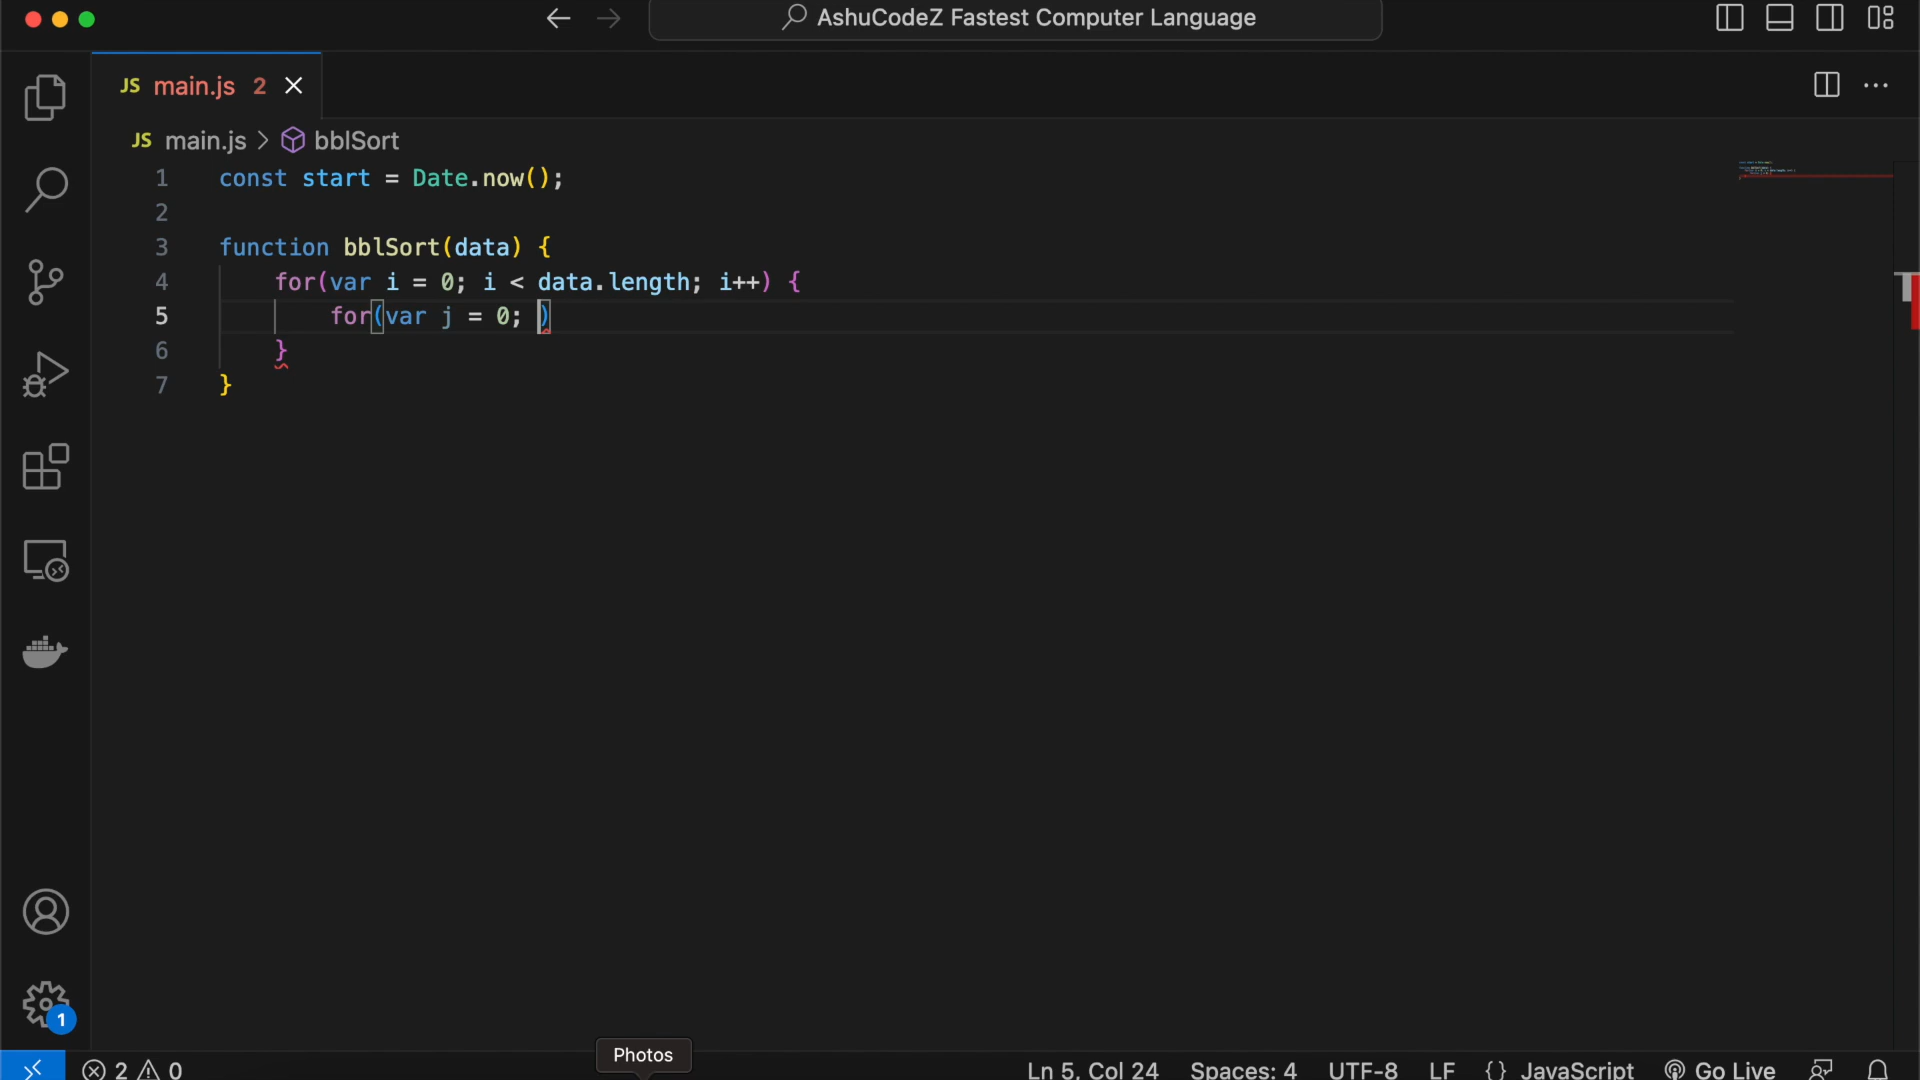 AshuCodeZ Fastest Computer Language
JS main.js 2
JS main.js > bblSort
1 const start = Date.now();
2
3 function bblSort(data) {
4 for(var i = 0; i < data.length; i++) {
5 for(var j = 0; )
6 }
7 }
1
Photos
2 0 Ln 5, Col 24 Spaces: 4 UTF-8 LF {} JavaScript Go Live